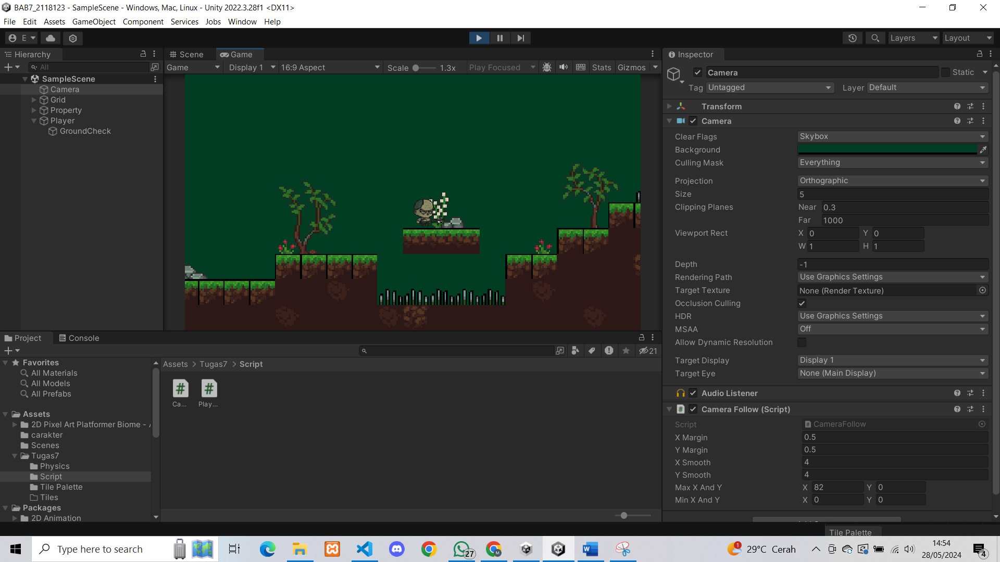 BAB7_2118123 - SampleScene - Windows, Mac, Linux - Unity 2022.3.28f1 <DX11>
File Edit Assets GameObject Component Services Jobs Window Help
E Layers Layout
Hierarchy
All
SampleScene
Camera
Grid
Property
Player
GroundCheck
Scene Game
Game Display 1 16:9 Aspect Scale 1.3x Play Focused Stats Gizmos
Inspector
Camera Static
Tag Untagged Layer Default
Transform
Camera
Clear Flags Skybox
Background
Culling Mask Everything
Projection Orthographic
Size 5
Clipping Planes Near 0.3
Far 1000
Viewport Rect X 0 Y 0
W 1 H 1
Depth -1
Rendering Path Use Graphics Settings
Target Texture None (Render Texture)
Occlusion Culling
HDR Use Graphics Settings
MSAA Off
Allow Dynamic Resolution
Target Display Display 1
Target Eye None (Main Display)
Audio Listener
Camera Follow (Script)
Script CameraFollow
X Margin 0.5
Y Margin 0.5
X Smooth 4
Y Smooth 4
Max X And Y X 82 Y 0
Min X And Y X 0 Y 0
Project Console
21
Favorites
All Materials
All Models
All Prefabs
Assets
2D Pixel Art Platformer Biome -
carakter
Scenes
Tugas7
Physics
Script
Tile Palette
Tiles
Packages
2D Animation
Assets > Tugas7 > Script
Ca... Play...
Tile Palette
Type here to search
27
1 29°C Cerah
14:54
28/05/2024
4